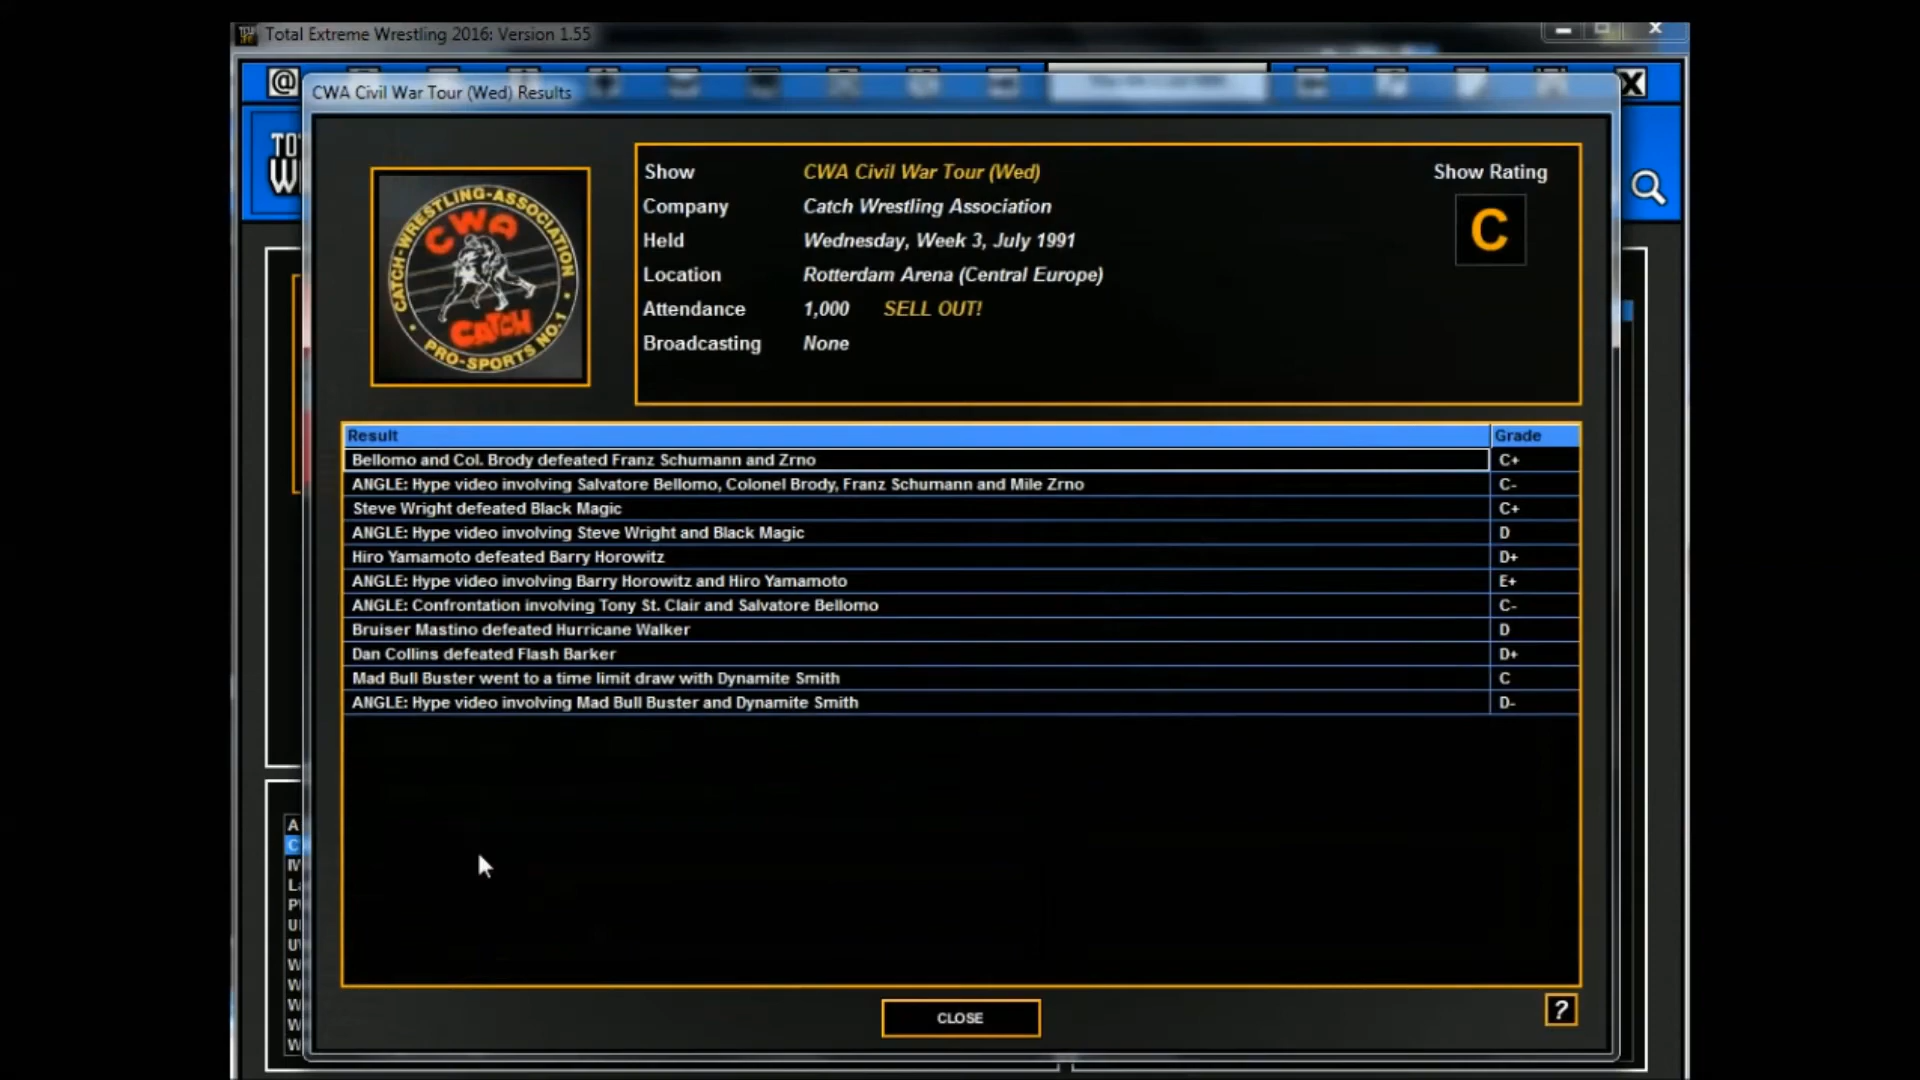 Total Extreme Wrestling 2016: Version 1.55
@
X
CWA Civil War Tour (Wed) Results
CATCH-WRESTLING-ASSOCIATION
CWA
CATCH
PRO-SPORTS NO.1
Show CWA Civil War Tour (Wed)
Company Catch Wrestling Association
Held Wednesday, Week 3, July 1991
Location Rotterdam Arena (Central Europe)
Attendance 1,000 SELL OUT!
Broadcasting None
Show Rating
C
Result Grade
Bellomo and Col. Brody defeated Franz Schumann and Zrno C+
ANGLE: Hype video involving Salvatore Bellomo, Colonel Brody, Franz Schumann and Mile Zrno C-
Steve Wright defeated Black Magic C+
ANGLE: Hype video involving Steve Wright and Black Magic D
Hiro Yamamoto defeated Barry Horowitz D+
ANGLE: Hype video involving Barry Horowitz and Hiro Yamamoto E+
ANGLE: Confrontation involving Tony St. Clair and Salvatore Bellomo C-
Bruiser Mastino defeated Hurricane Walker D
Dan Collins defeated Flash Barker D+
Mad Bull Buster went to a time limit draw with Dynamite Smith C
ANGLE: Hype video involving Mad Bull Buster and Dynamite Smith D-
CLOSE
?